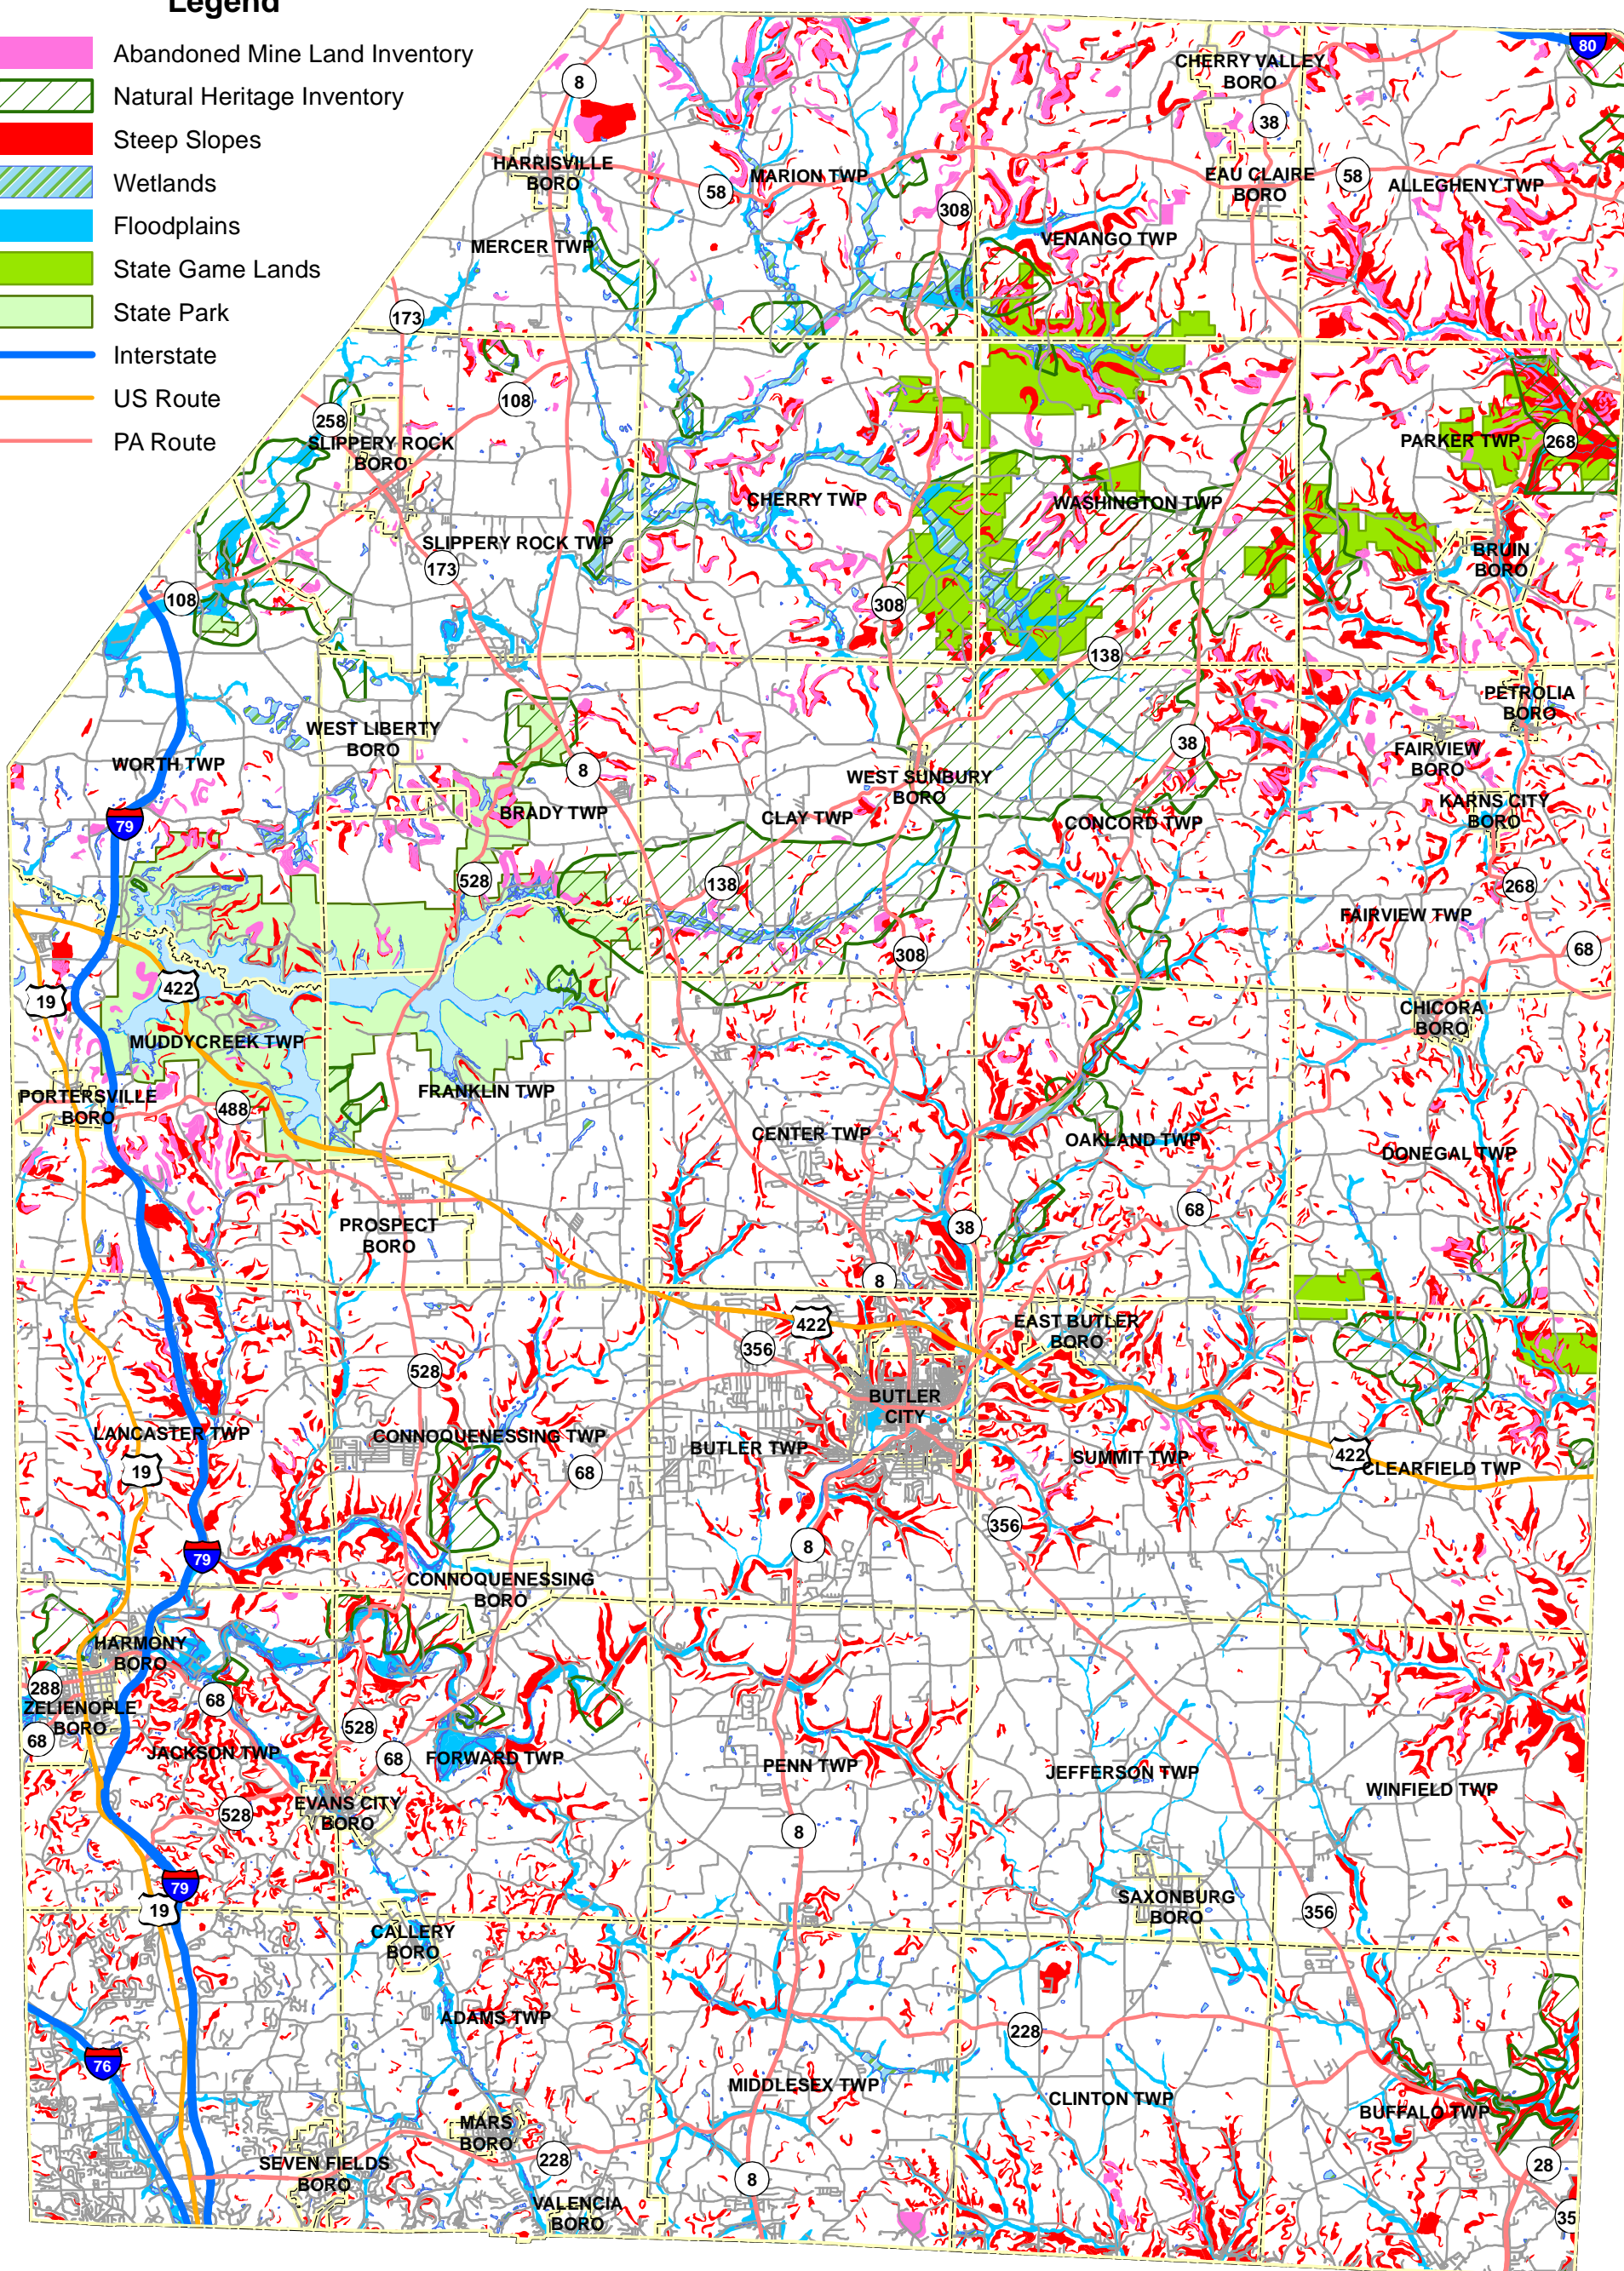 Legend
Abandoned Mine Land Inventory
Natural Heritage Inventory
Steep Slopes
Wetlands
Floodplains
State Game Lands
State Park
Interstate
US Route
PA Route
80
8
CHERRY VALLEY
BORO
38
HARRISVILLE
BORO
58
MARION TWP
308
EAU CLAIRE
BORO
58
ALLEGHENY TWP
MERCER TWP
VENANGO TWP
173
108
258
SLIPPERY ROCK
BORO
PARKER TWP
268
CHERRY TWP
WASHINGTON TWP
SLIPPERY ROCK TWP
173
BRUIN
BORO
108
308
138
PETROLIA
BORO
WEST LIBERTY
BORO
38
FAIRVIEW
BORO
WORTH TWP
8
WEST SUNBURY
BORO
KARNS CITY
BORO
79
BRADY TWP
CLAY TWP
CONCORD TWP
528
138
268
FAIRVIEW TWP
308
68
19
422
CHICORA
BORO
MUDDYCREEK TWP
PORTERSVILLE
BORO
488
FRANKLIN TWP
CENTER TWP
OAKLAND TWP
DONEGAL TWP
PROSPECT
BORO
38
68
8
422
EAST BUTLER
BORO
356
528
BUTLER
CITY
LANCASTER TWP
CONNOQUENESSING TWP
BUTLER TWP
SUMMIT TWP
422
CLEARFIELD TWP
19
68
356
79
8
CONNOQUENESSING
BORO
HARMONY
BORO
288
ZELIENOPLE
BORO
68
68
528
JACKSON TWP
68
FORWARD TWP
PENN TWP
JEFFERSON TWP
WINFIELD TWP
528
EVANS CITY
BORO
8
79
19
SAXONBURG
BORO
356
CALLERY
BORO
ADAMS TWP
228
76
MIDDLESEX TWP
CLINTON TWP
BUFFALO TWP
MARS
BORO
228
SEVEN FIELDS
BORO
8
28
VALENCIA
BORO
35